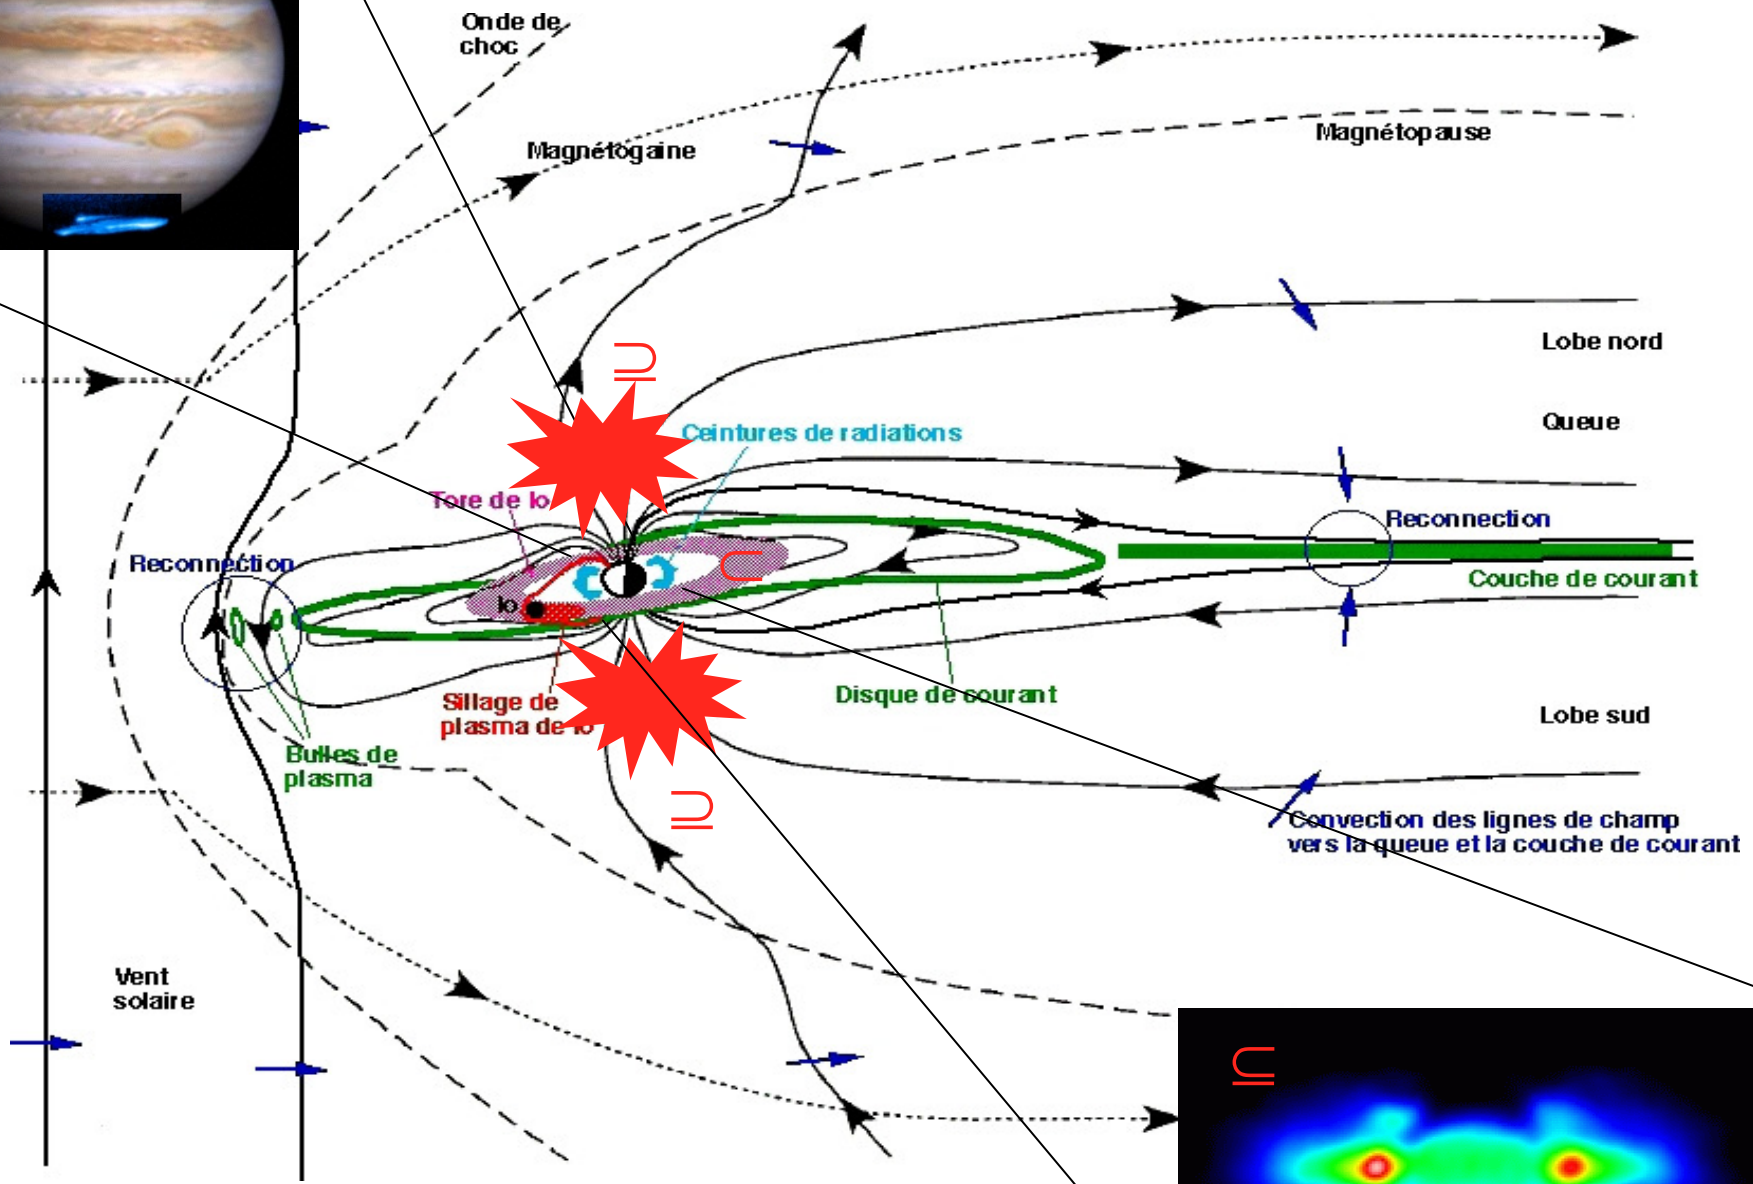 Onde de
choc
Magnétogaine
Magnétopause
Lobe nord
Queue
⊇
Ceintures de radiations
Tore de Io
Reconnection
Reconnection
⊂
Couche de courant
Io
Sillage de
plasma de Io
Disque de courant
Lobe sud
Bulles de
plasma
⊇
Convection des lignes de champ
vers la queue et la couche de courant
Vent
solaire
⊆